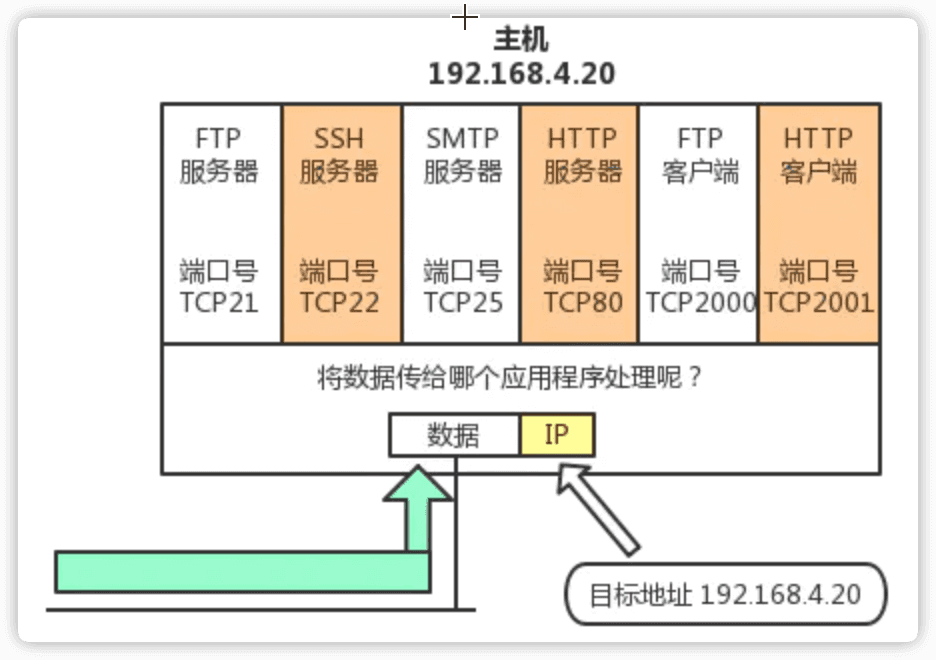 主机
192.168.4.20
FTP
服务器
端口号
TCP21
SSH
服务器
端口号
TCP22
SMTP
服务器
端口号
TCP25
HTTP
服务器
端口号
TCP80
FTP
客户端
端口号
TCP2000
HTTP
客户端
端口号
TCP2001
将数据传给哪个应用程序处理呢？
数据
IP
目标地址 192.168.4.20